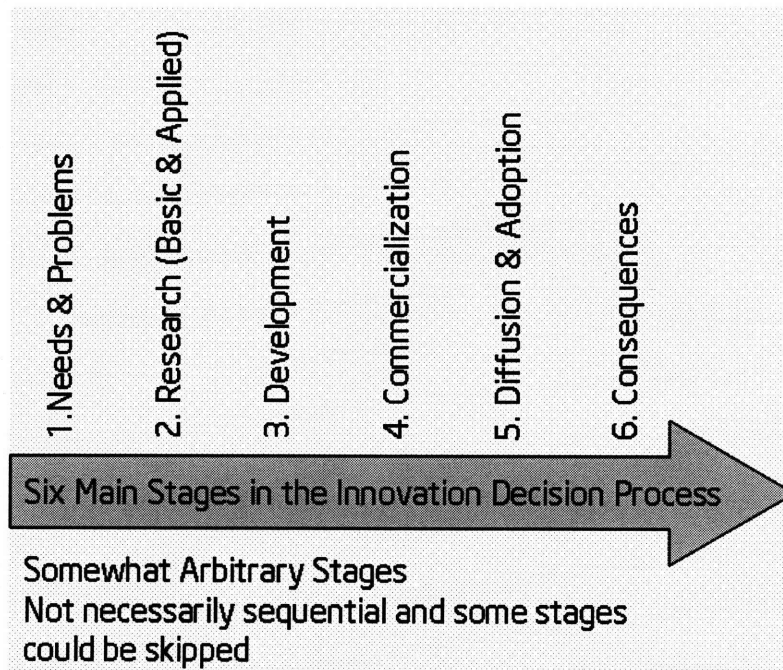 1.Needs & Problems
2. Research (Basic & Applied)
3. Development
4. Commercialization
5. Diffusion & Adoption
6. Consequences
Six Main Stages in the Innovation Decision Process
Somewhat Arbitrary Stages
Not necessarily sequential and some stages
could be skipped